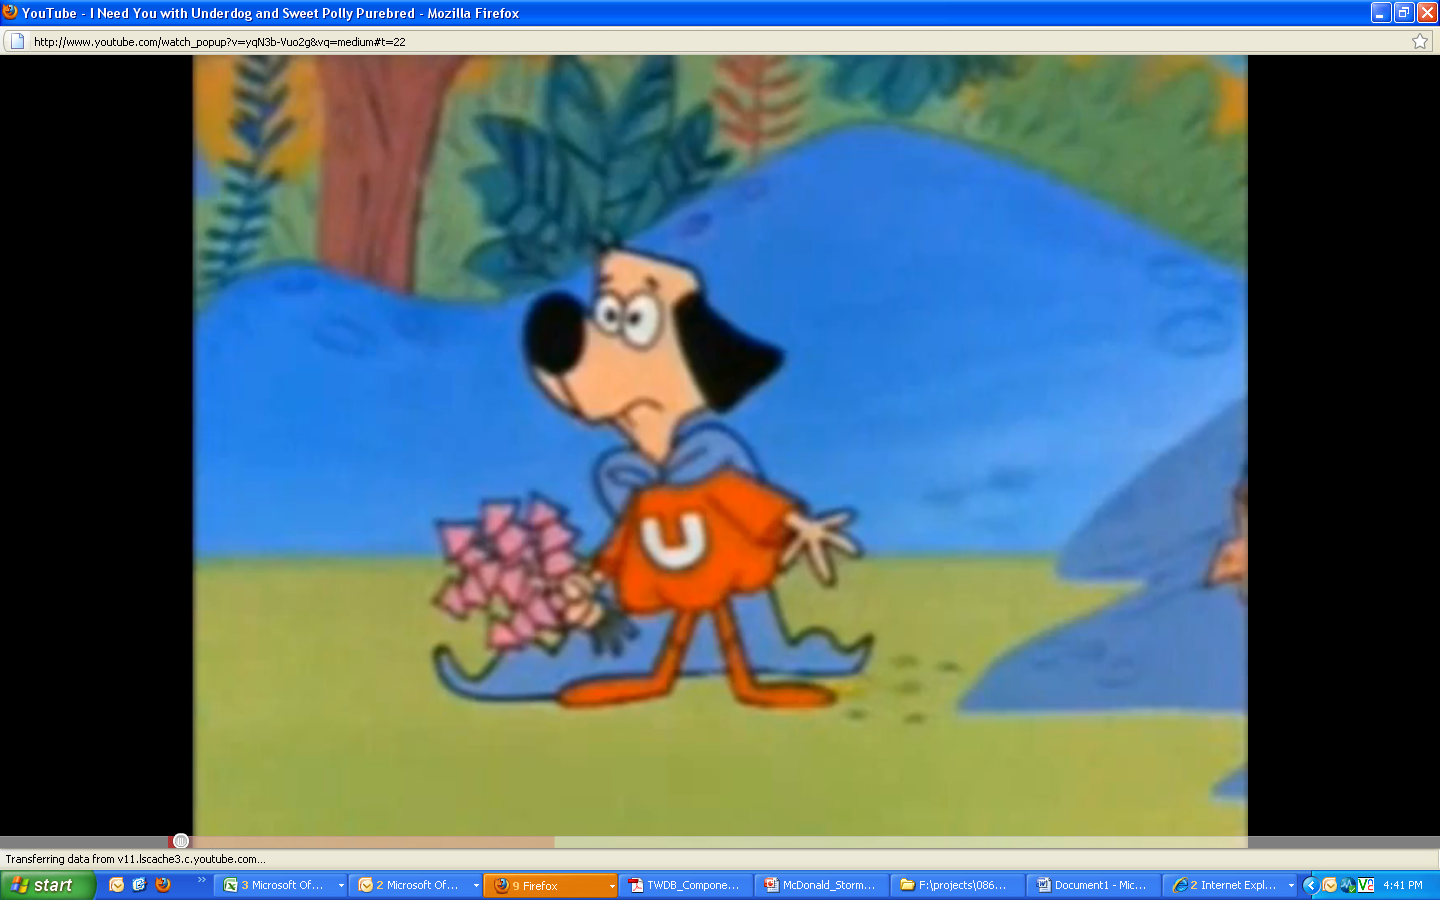 YouTube - I Need You with Underdog and Sweet Polly Purebred - Mozilla Firefox
http://www.youtube.com/watch_popup?v=yqN3b-Vuo2g&vq=medium#t=22
U
Transferring data from v11.lscache3.c.youtube.com...
start
3 Microsoft Of...
2 Microsoft Of...
9 Firefox
TWDB_Compone...
McDonald_Storm...
F:\projects\086...
Document1 - Mic...
2 Internet Expl...
4:41 PM